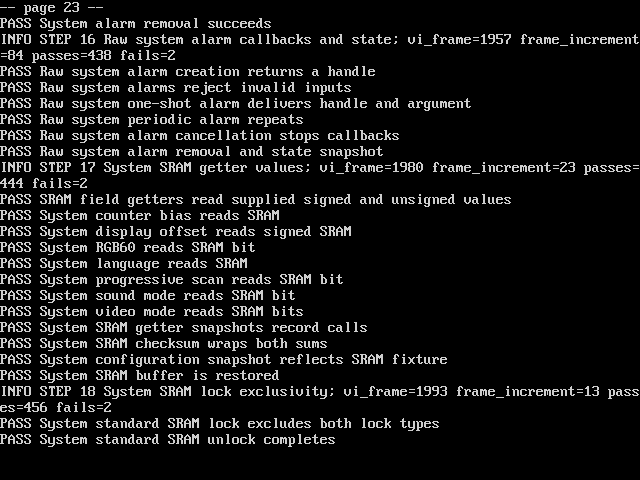 -- page 23 --
PASS System alarm removal succeeds
INFO STEP 16 Raw system alarm callbacks and state; vi_frame=1957 frame_increment
=84 passes=438 fails=2
PASS Raw system alarm creation returns a handle
PASS Raw system alarms reject invalid inputs
PASS Raw system one-shot alarm delivers handle and argument
PASS Raw system periodic alarm repeats
PASS Raw system alarm cancellation stops callbacks
PASS Raw system alarm removal and state snapshot
INFO STEP 17 System SRAM getter values; vi_frame=1980 frame_increment=23 passes=
444 fails=2
PASS SRAM field getters read supplied signed and unsigned values
PASS System counter bias reads SRAM
PASS System display offset reads signed SRAM
PASS System RGB60 reads SRAM bit
PASS System language reads SRAM
PASS System progressive scan reads SRAM bit
PASS System sound mode reads SRAM bit
PASS System video mode reads SRAM bits
PASS System SRAM getter snapshots record calls
PASS System SRAM checksum wraps both sums
PASS System configuration snapshot reflects SRAM fixture
PASS System SRAM buffer is restored
INFO STEP 18 System SRAM lock exclusivity; vi_frame=1993 frame_increment=13 pass
es=456 fails=2
PASS System standard SRAM lock excludes both lock types
PASS System standard SRAM unlock completes